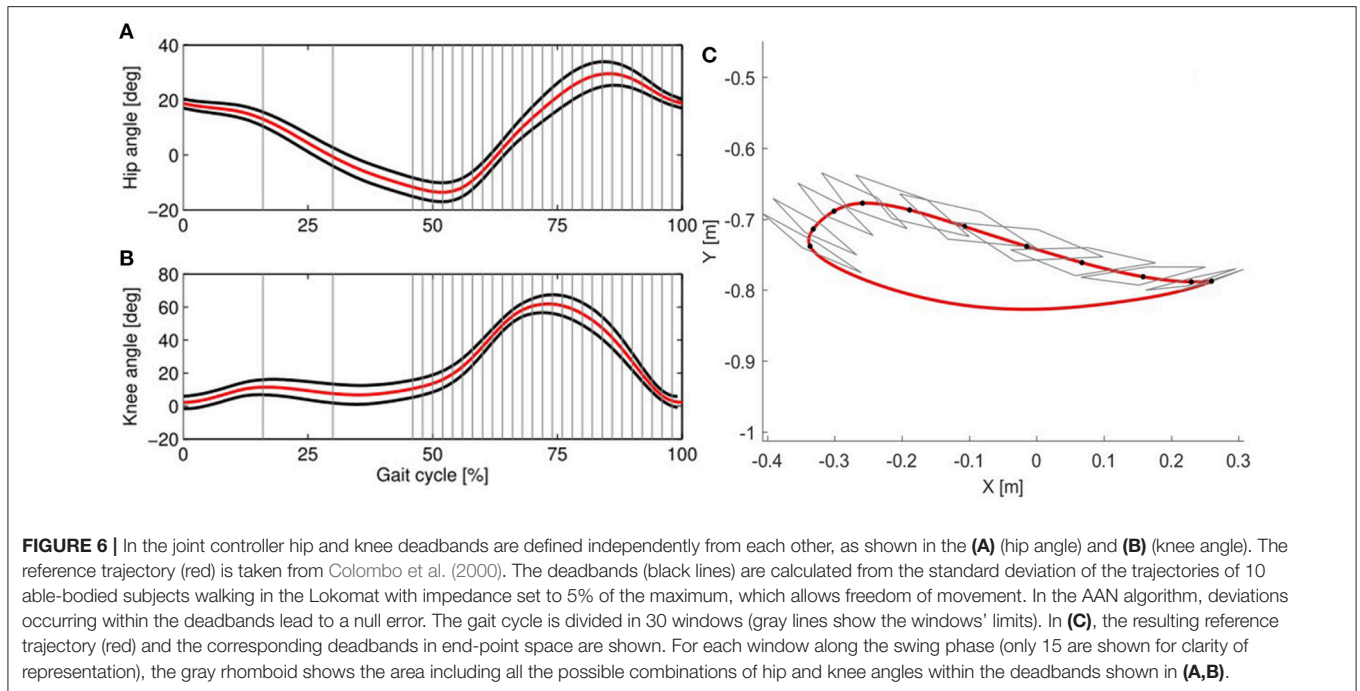 A
Hip angle [deg]
40
20
0
−20
0
25
50
75
100
B
Knee angle [deg]
80
60
40
20
0
−20
0
25
50
75
100
Gait cycle [%]
C
Y [m]
-0.5
-0.6
-0.7
-0.8
-0.9
-1
-0.4
-0.3
-0.2
-0.1
0
0.1
0.2
0.3
X [m]
FIGURE 6 | In the joint controller hip and knee deadbands are defined independently from each other, as shown in the (A) (hip angle) and (B) (knee angle). The
reference trajectory (red) is taken from Colombo et al. (2000). The deadbands (black lines) are calculated from the standard deviation of the trajectories of 10
able-bodied subjects walking in the Lokomat with impedance set to 5% of the maximum, which allows freedom of movement. In the AAN algorithm, deviations
occurring within the deadbands lead to a null error. The gait cycle is divided in 30 windows (gray lines show the windows' limits). In (C), the resulting reference
trajectory (red) and the corresponding deadbands in end-point space are shown. For each window along the swing phase (only 15 are shown for clarity of
representation), the gray rhomboid shows the area including all the possible combinations of hip and knee angles within the deadbands shown in (A,B).